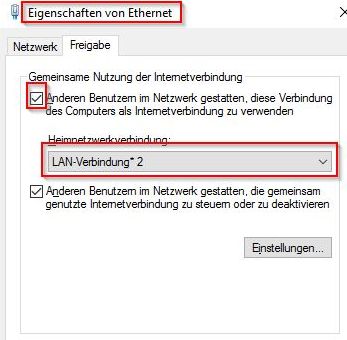 Eigenschaften von Ethernet
Netzwerk Freigabe
Gemeinsame Nutzung der Internetverbindung
Anderen Benutzern im Netzwerk gestatten, diese Verbindung
des Computers als Internetverbindung zu verwenden
Heimnetzwerkverbindung:
LAN-Verbindung* 2
Anderen Benutzern im Netzwerk gestatten, die gemeinsam
genutzte Internetverbindung zu steuern oder zu deaktivieren
Einstellungen...